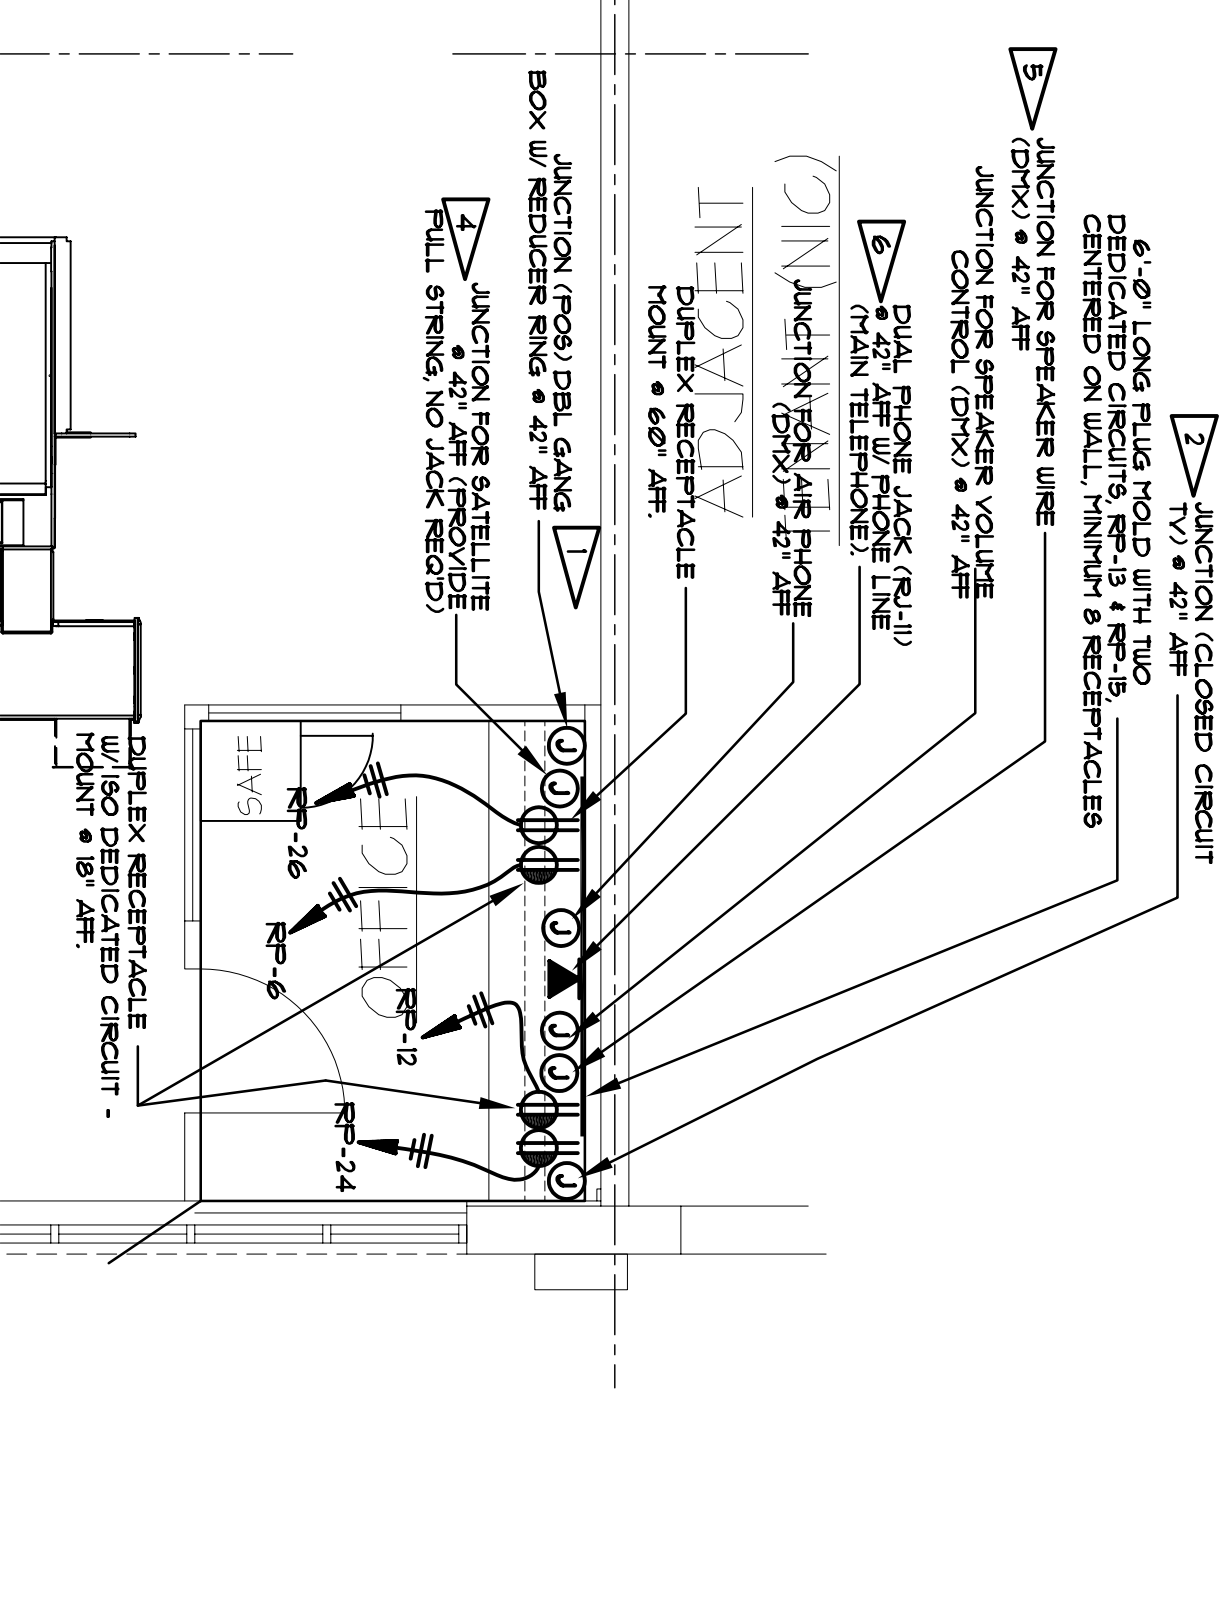 2
JUNCTION (CLOSED CIRCUIT
TV) @ 42" AFF
6'-0" LONG PLUG MOLD WITH TWO
DEDICATED CIRCUITS, RP-13 & RP-15,
CENTERED ON WALL, MINIMUM 8 RECEPTACLES
5
JUNCTION FOR SPEAKER WIRE
(DMX) @ 42" AFF
JUNCTION FOR SPEAKER VOLUME
CONTROL (DMX) @ 42" AFF
6
DUAL PHONE JACK (RJ-11)
@ 42" AFF W/ PHONE LINE
(MAIN TELEPHONE).
JUNCTION FOR AIR PHONE
(DMX) @ 42" AFF
ADJACENT
(NIC)
DUPLEX RECEPTACLE
MOUNT @ 60" AFF.
1
JUNCTION (POS) DBL GANG
BOX W/ REDUCER RING @ 42" AFF
4
JUNCTION FOR SATELLITE
@ 42" AFF (PROVIDE
PULL STRING, NO JACK REQ'D)
J
J
J
J
J
J
OFFICE
SAFE
RP-26
RP-6
RP-12
RP-24
DUPLEX RECEPTACLE
W/ ISO DEDICATED CIRCUIT -
MOUNT @ 18" AFF.